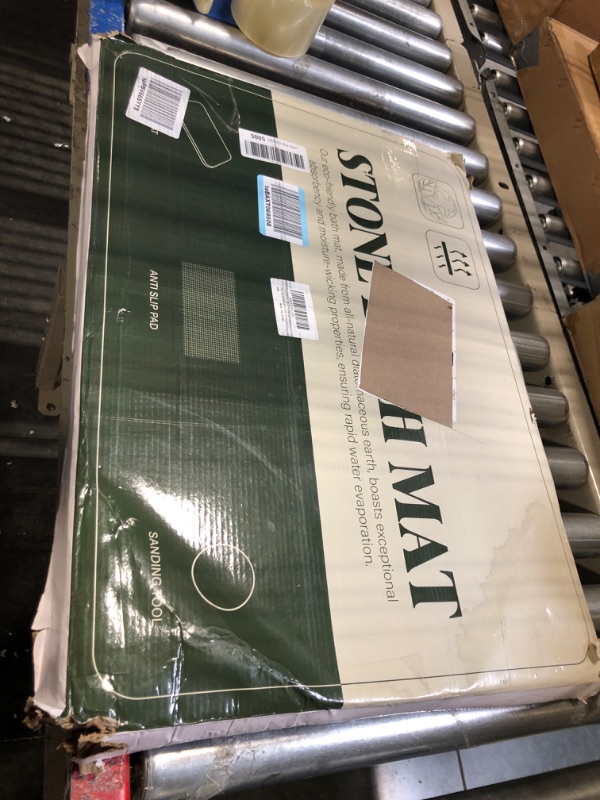 STONE H MAT
Our eco-friendly bath mat, made from all-natural diatomaceous earth, boasts exceptional
absorbency and moisture-wicking properties, ensuring rapid water evaporation.
ANTI SLIP PAD
SANDING TOOL
5865